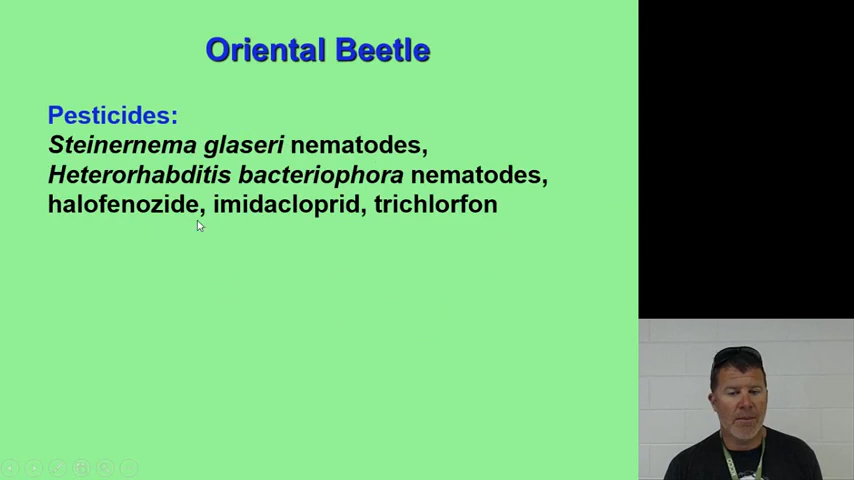 Oriental Beetle
Pesticides:
Steinernema glaseri nematodes,
Heterorhabditis bacteriophora nematodes,
halofenozide, imidacloprid, trichlorfon